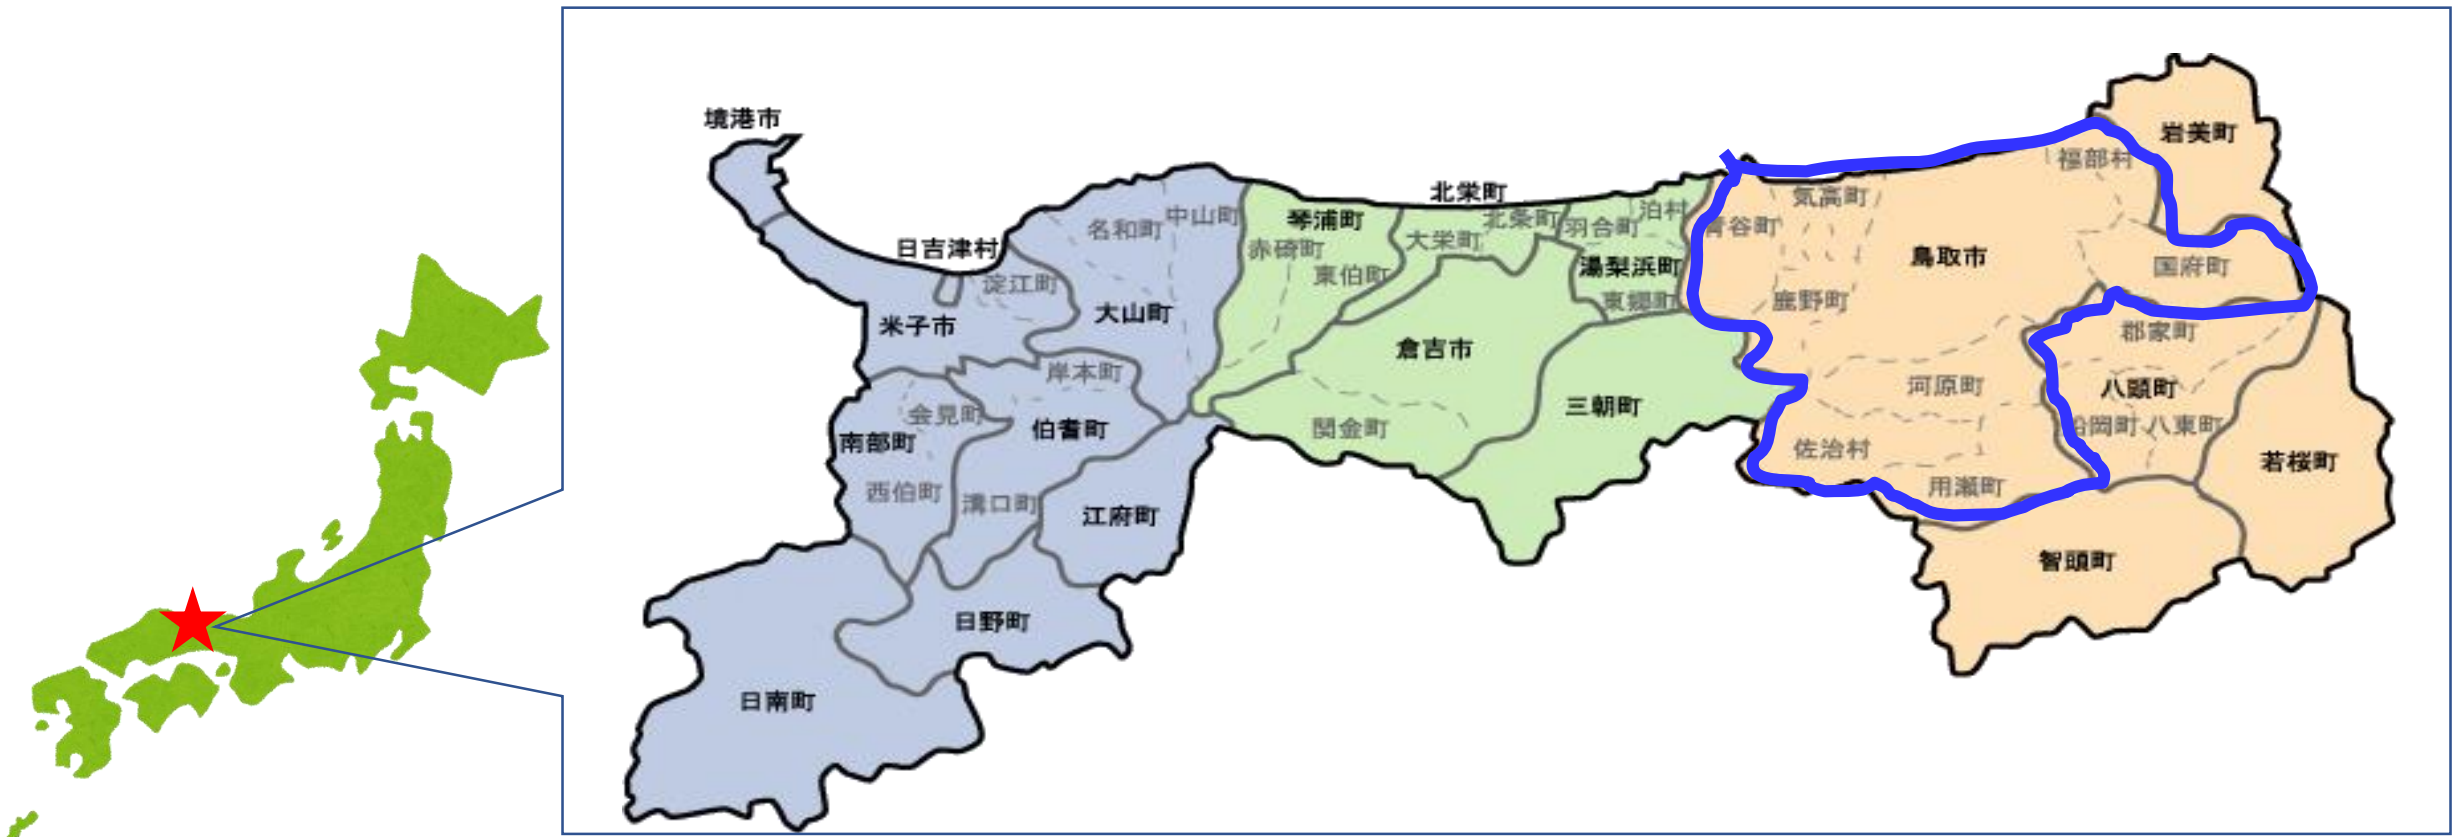 境港市
日吉津村
名和町
中山町
淀江町
米子市
大山町
岸本町
会見町
南部町
伯耆町
西伯町
溝口町
江府町
日野町
日南町
北栄町
琴浦町
赤碕町
東伯町
大栄町
北条町
羽合町
泊村
湯梨浜町
東郷町
倉吉市
関金町
三朝町
岩美町
福部村
気高町
青谷町
鳥取市
国府町
鹿野町
郡家町
河原町
八頭町
船岡町
八東町
佐治村
用瀬町
若桜町
智頭町